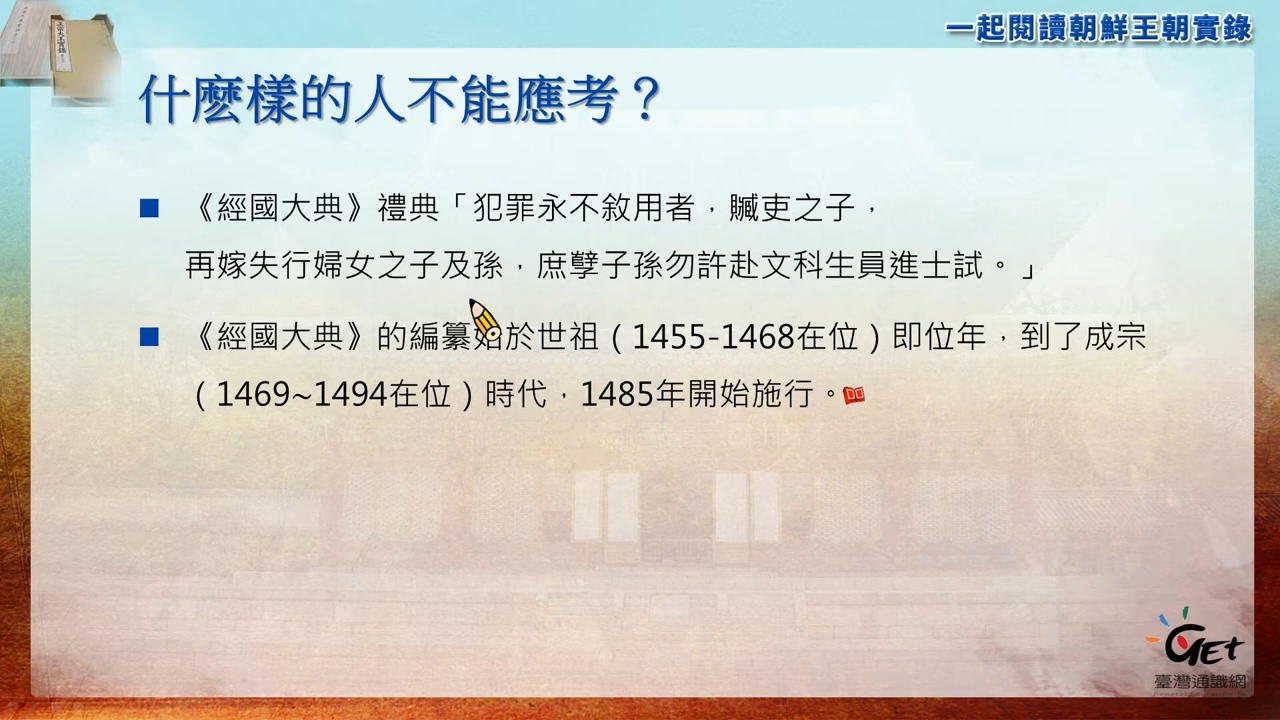 一起閱讀朝鮮王朝實錄
什麼樣的人不能應考？
《經國大典》禮典「犯罪永不敘用者，贓吏之子，
再嫁失行婦女之子及孫，庶孽子孫勿許赴文科生員進士試。」
《經國大典》的編纂始於世祖（1455-1468在位）即位年，到了成宗
（1469~1494在位）時代，1485年開始施行。
GET
臺灣通識網